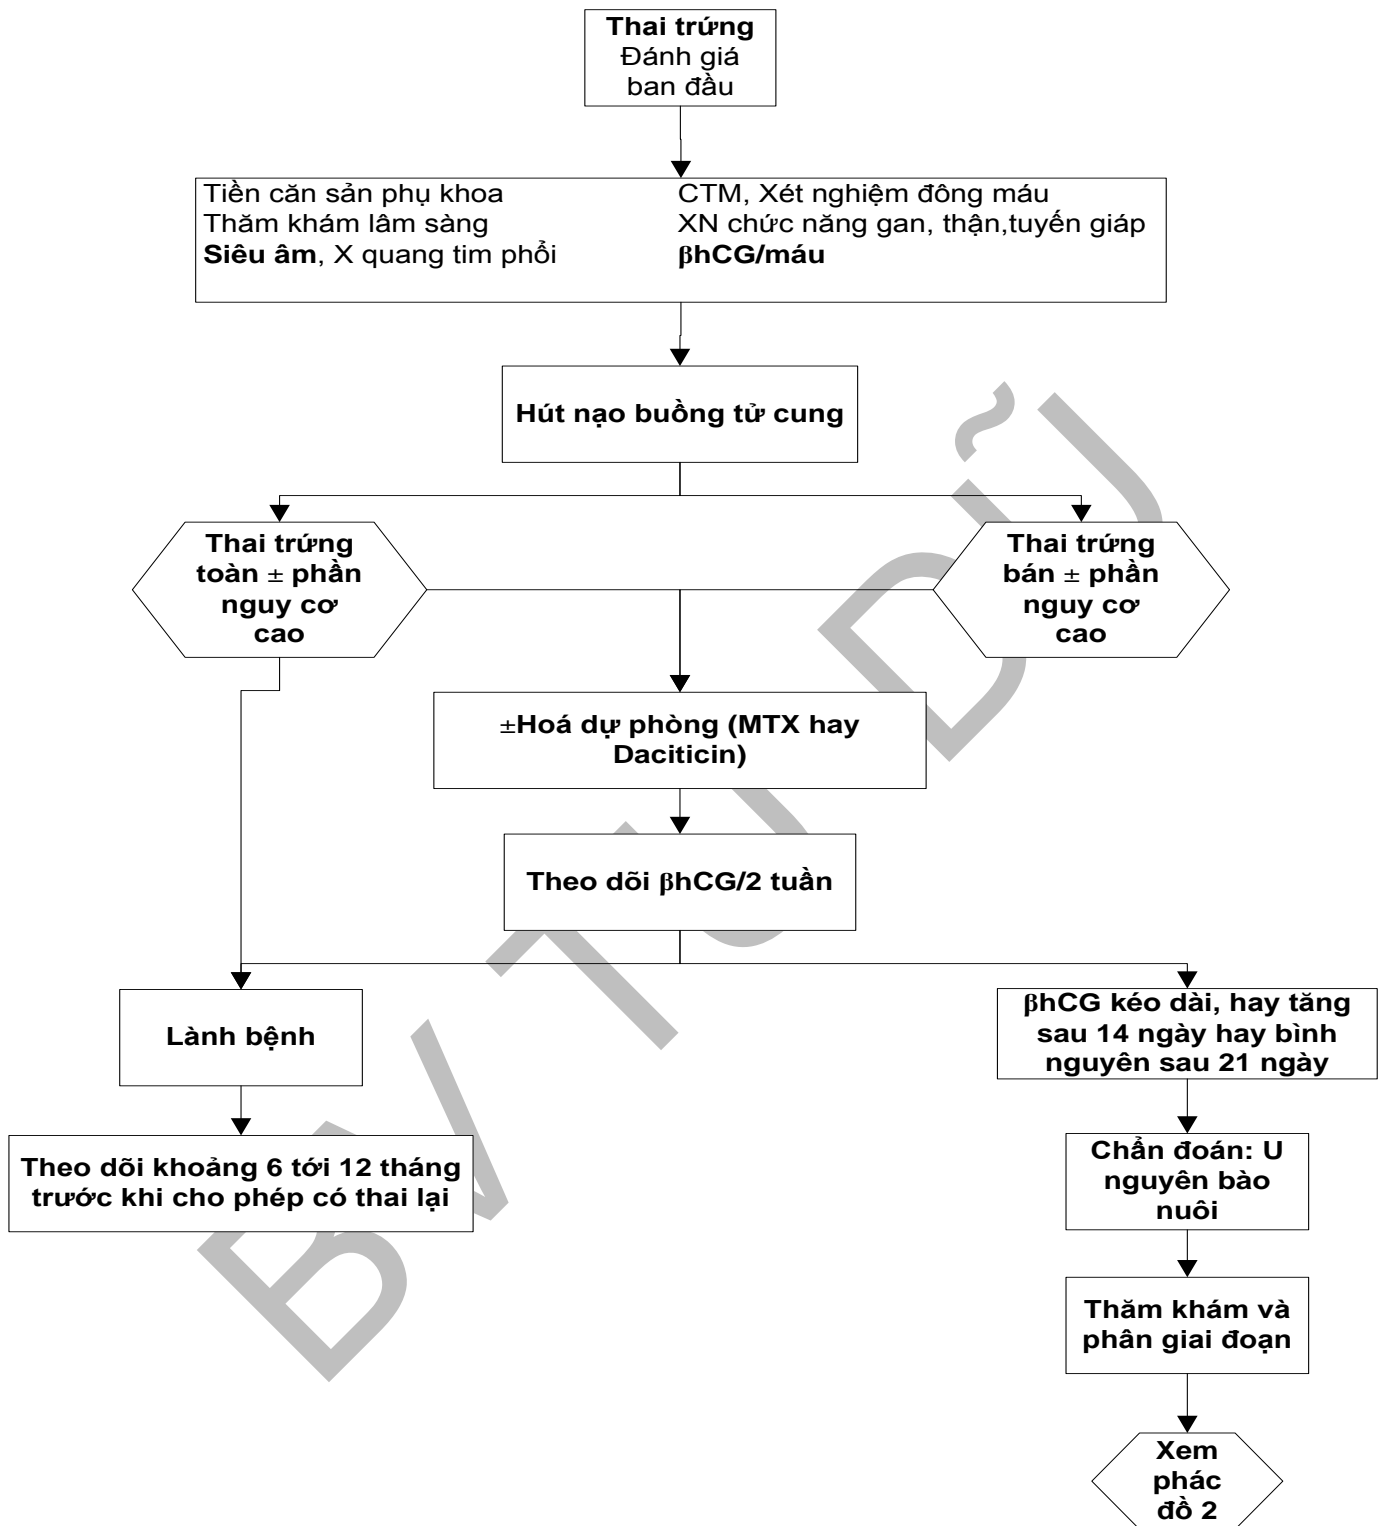 Thai trứng
Đánh giá
ban đầu
Tiền căn sản phụ khoa
Thăm khám lâm sàng
Siêu âm, X quang tim phổi
CTM, Xét nghiệm đông máu
XN chức năng gan, thận,tuyến giáp
βhCG/máu
Hút nạo buồng tử cung
Thai trứng
toàn ± phần
nguy cơ
cao
Thai trứng
bán ± phần
nguy cơ
cao
±Hoá dự phòng (MTX hay
Daciticin)
Theo dõi βhCG/2 tuần
Lành bệnh
βhCG kéo dài, hay tăng
sau 14 ngày hay bình
nguyên sau 21 ngày
Theo dõi khoảng 6 tới 12 tháng
trước khi cho phép có thai lại
Chẩn đoán: U
nguyên bào
nuôi
Thăm khám và
phân giai đoạn
Xem
phác
đồ 2
BV TỪ DŨ